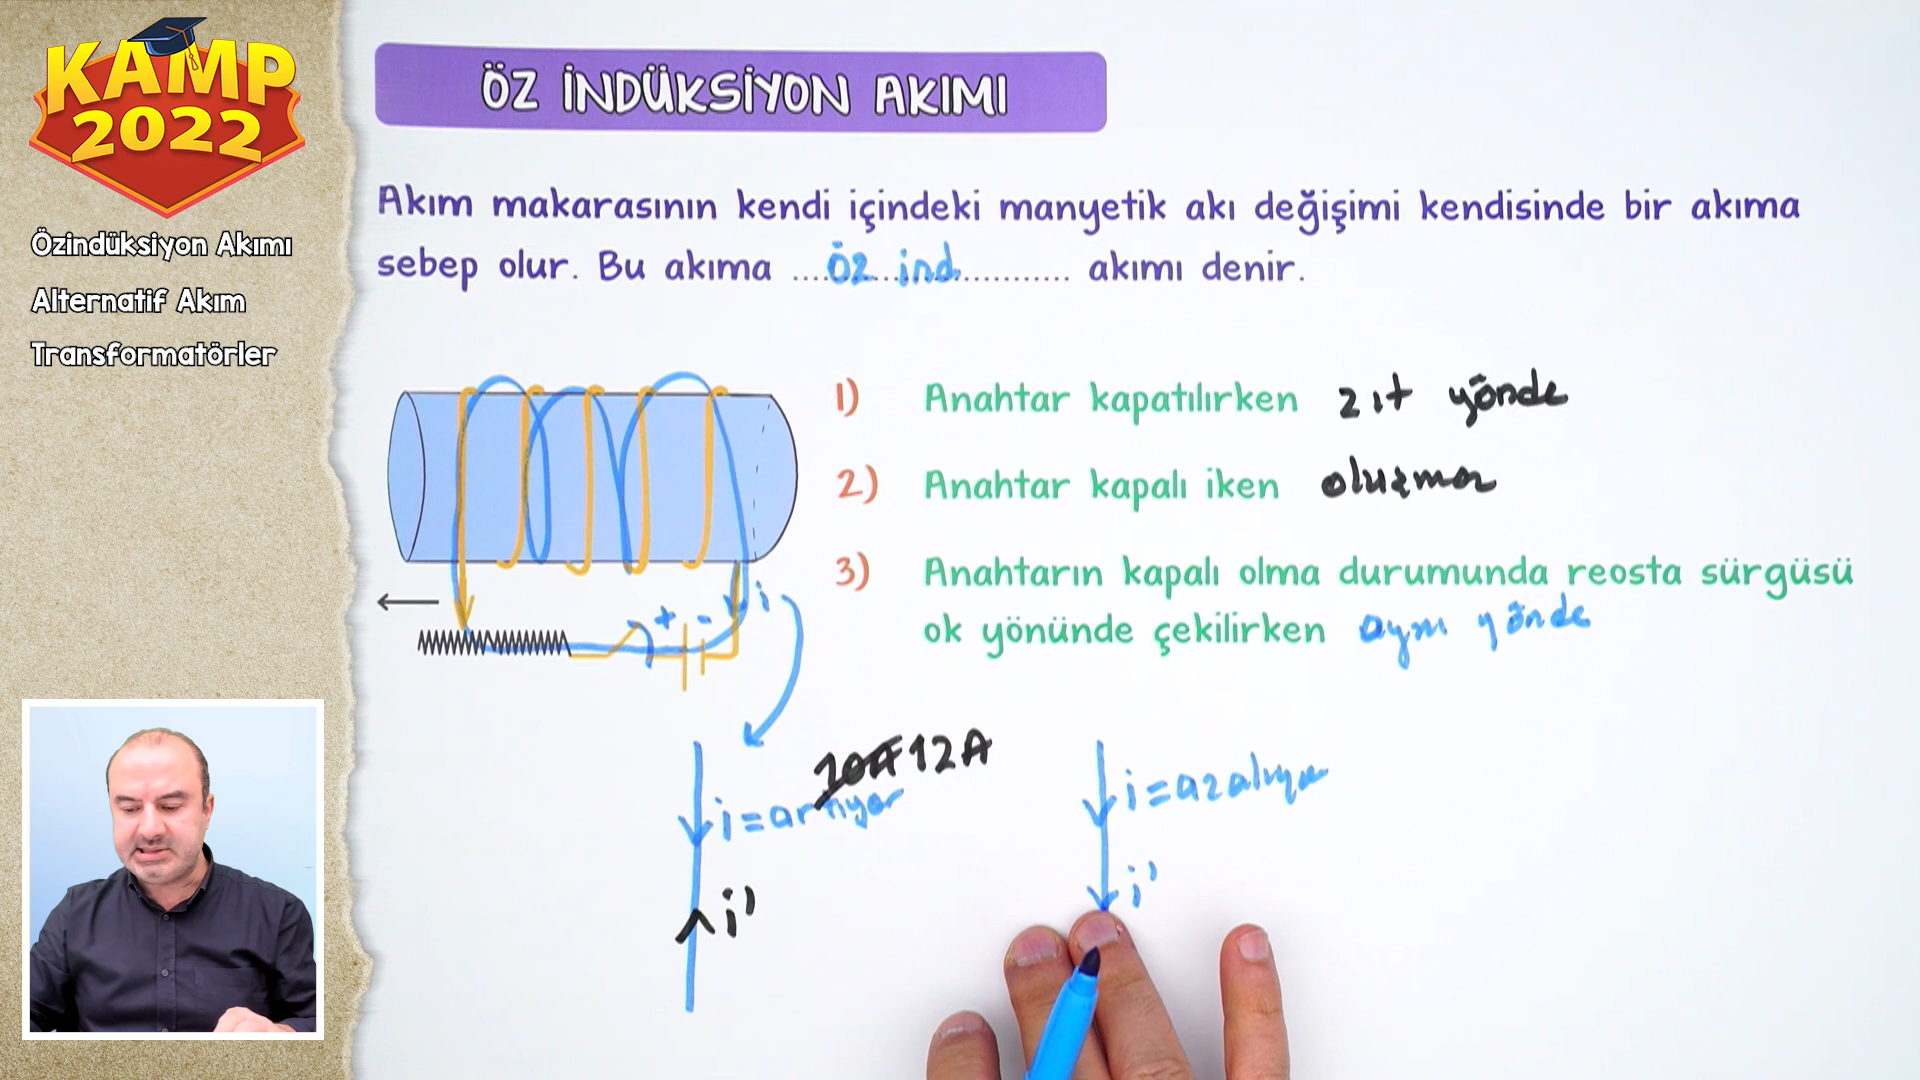 KAMP
2022
Özindüksiyon Akımı
Alternatif Akım
Transformatörler
ÖZ İNDÜKSİYON AKIMI
Akım makarasının kendi içindeki manyetik akı değişimi kendisinde bir akıma
sebep olur. Bu akıma ....öz ind............ akımı denir.
1) Anahtar kapatılırken zıt yönde
2) Anahtar kapalı iken oluşmaz
3) Anahtarın kapalı olma durumunda reosta sürgüsü
ok yönünde çekilirken aynı yönde
+ - i
10A 12A
i = artıyor
i'
i = azalıyor
i'